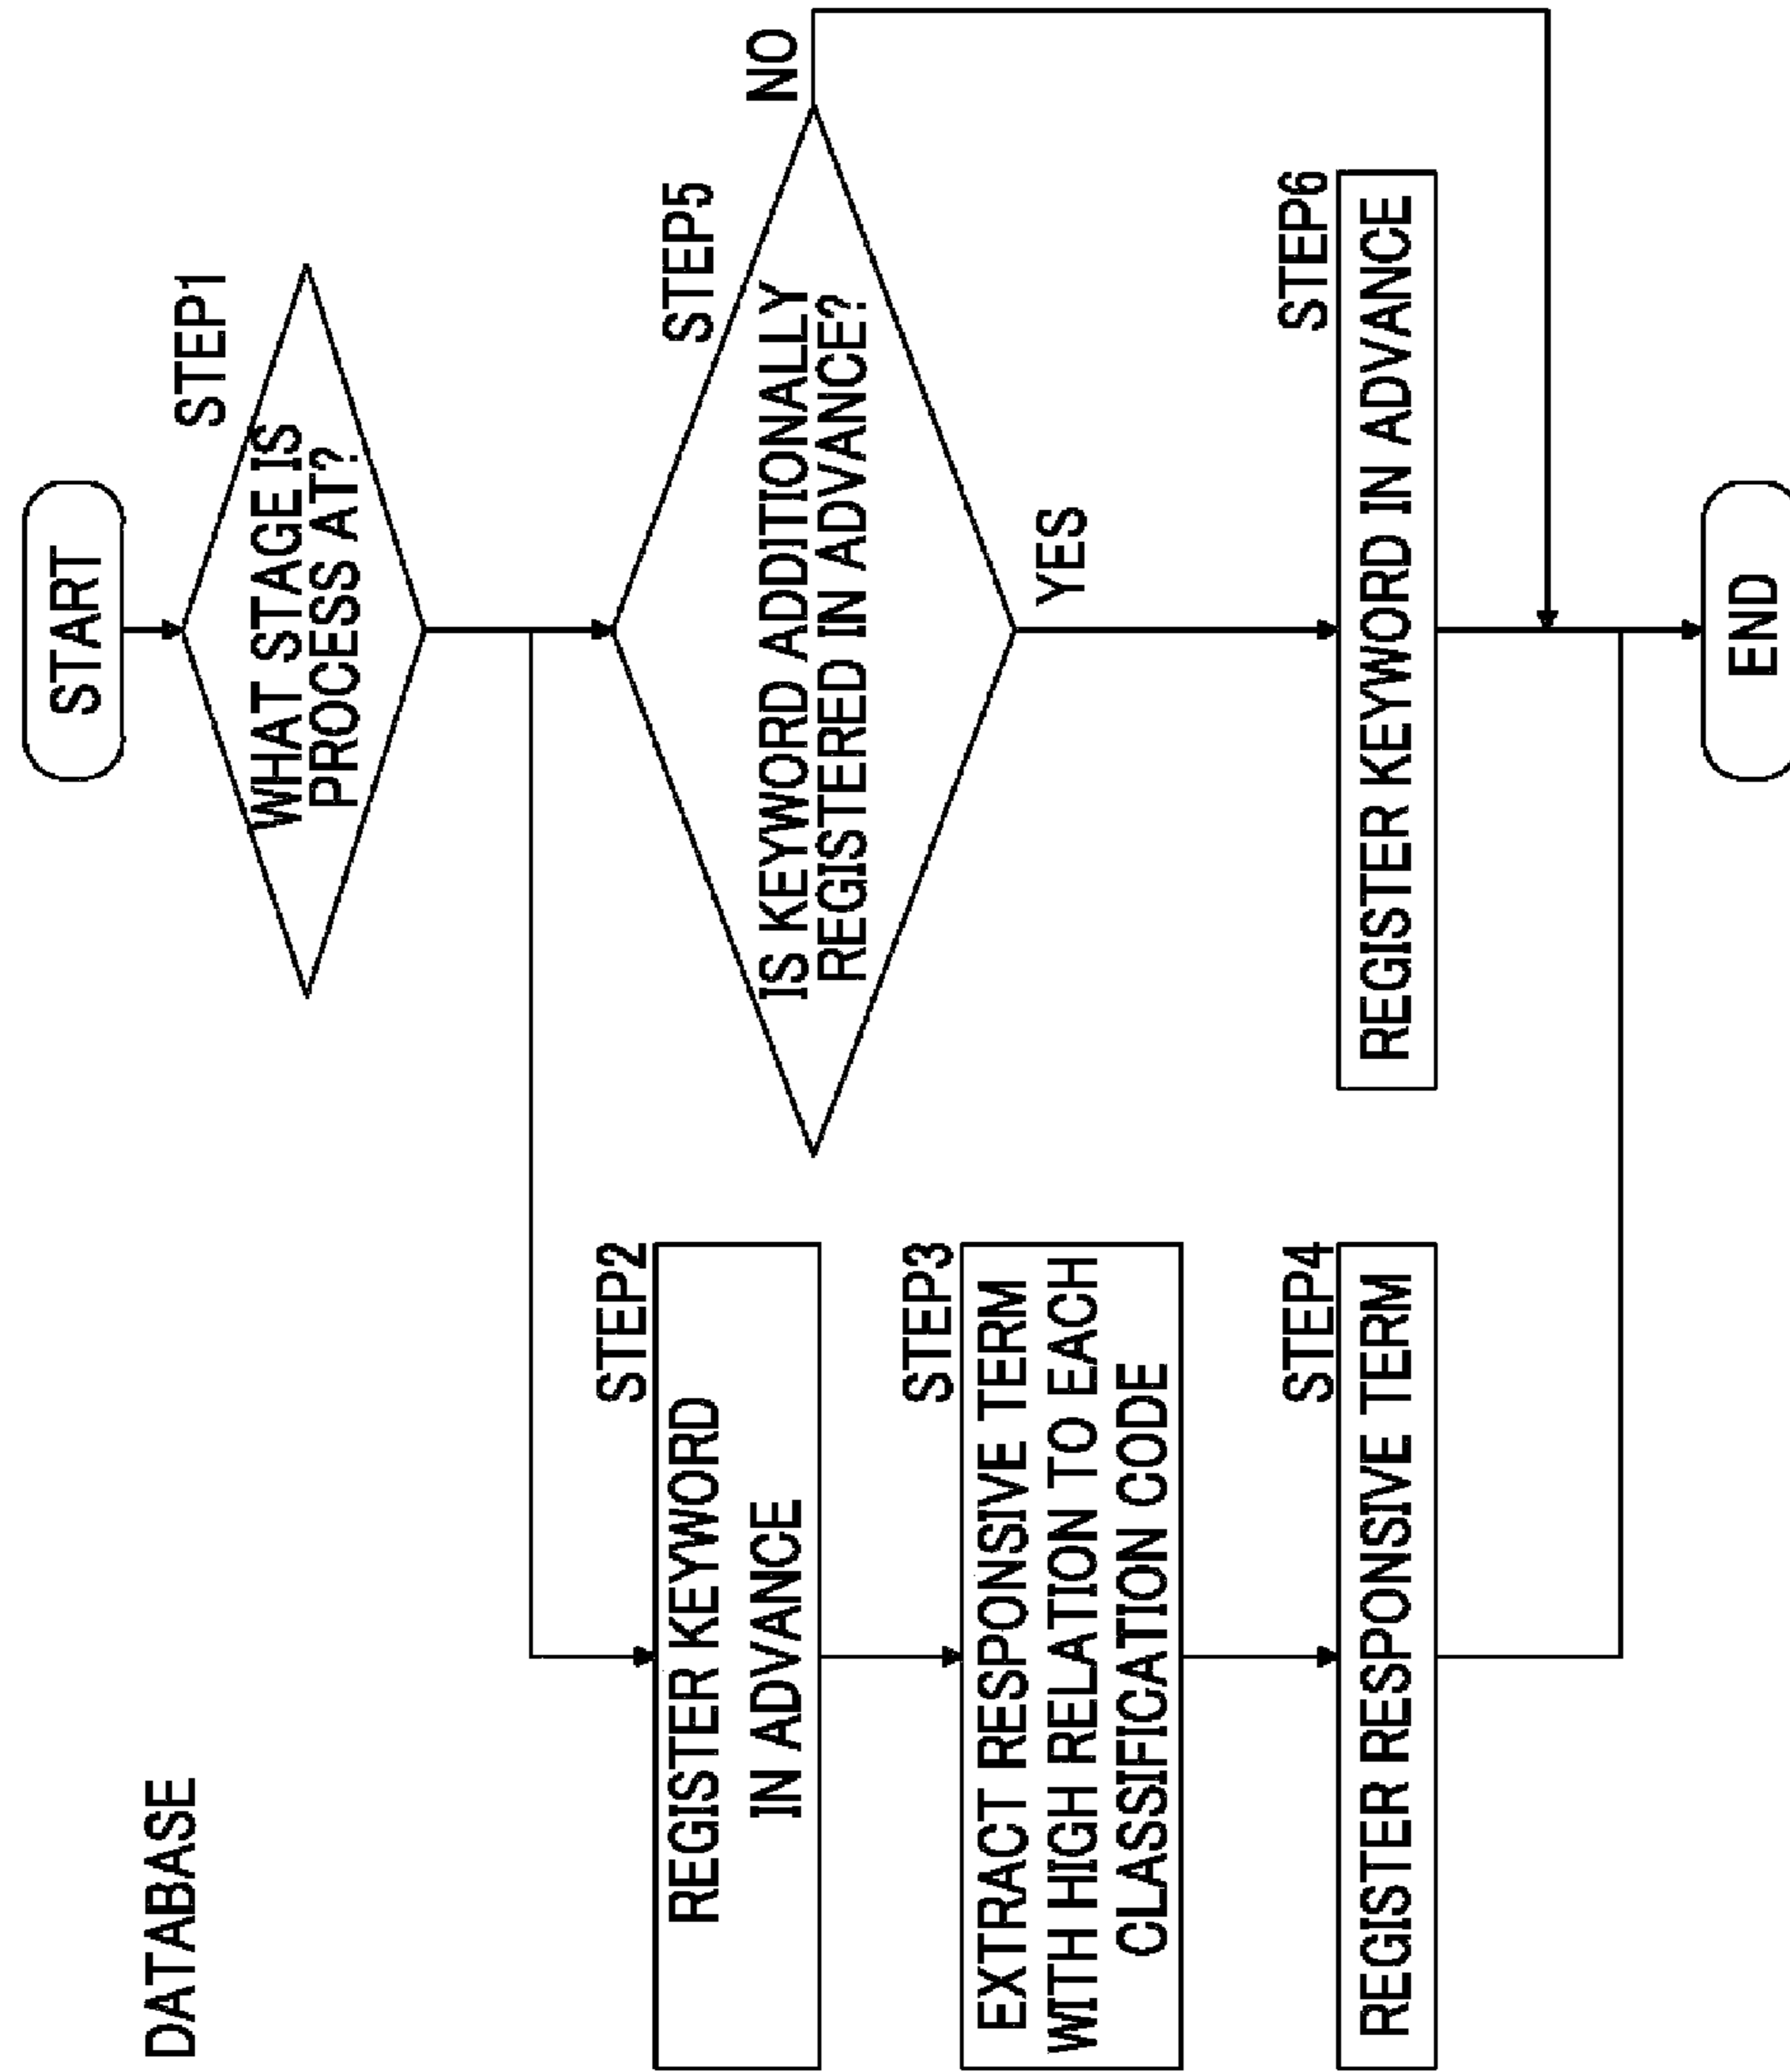 DATABASE
START
STEP1
WHAT STAGE IS
PROCESS AT?
STEP2
REGISTER KEYWORD
IN ADVANCE
STEP3
EXTRACT RESPONSIVE TERM
WITH HIGH RELATION TO EACH
CLASSIFICATION CODE
STEP4
REGISTER RESPONSIVE TERM
STEP5
IS KEYWORD ADDITIONALLY
REGISTERED IN ADVANCE?
NO
YES
STEP6
REGISTER KEYWORD IN ADVANCE
END